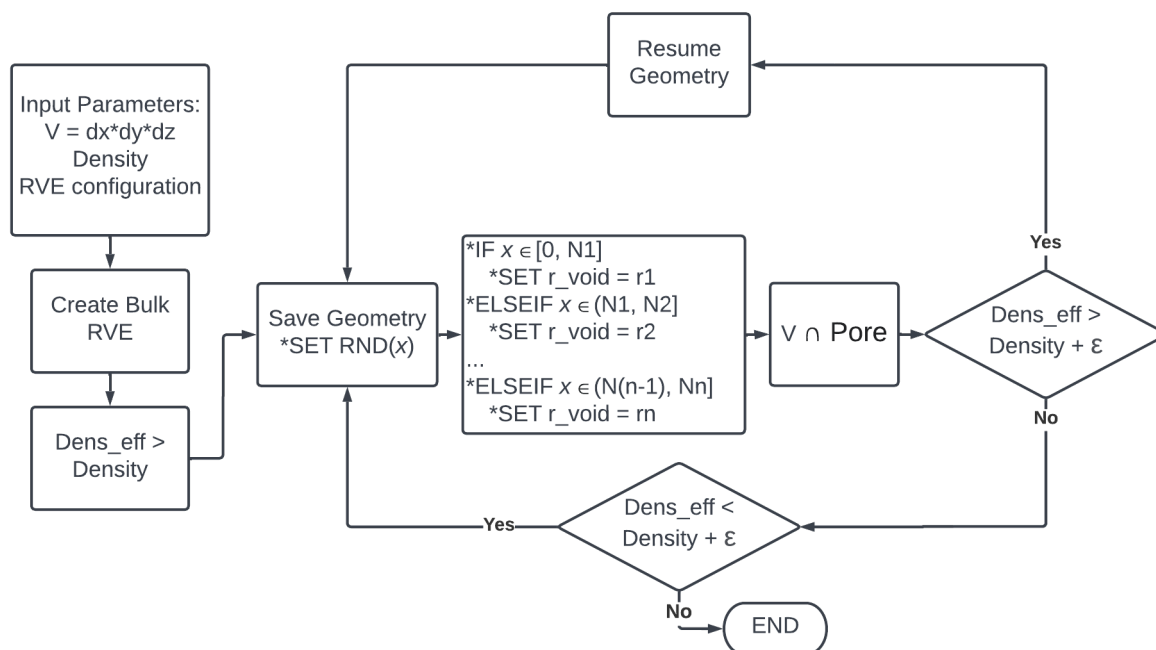 Input Parameters:
V = dx*dy*dz
Density
RVE configuration
Create Bulk
RVE
Dens_eff >
Density
Save Geometry
*SET RND(x)
*IF x ∈ [0, N1]
*SET r_void = r1
*ELSEIF x ∈ (N1, N2]
*SET r_void = r2
...
*ELSEIF x ∈ (N(n-1), Nn]
*SET r_void = rn
V ∩ Pore
Dens_eff >
Density + ε
Yes
Resume
Geometry
No
Dens_eff <
Density + ε
Yes
No
END